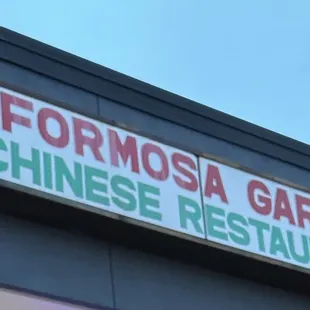 FORMOSA GAR
CHINESE RESTAU